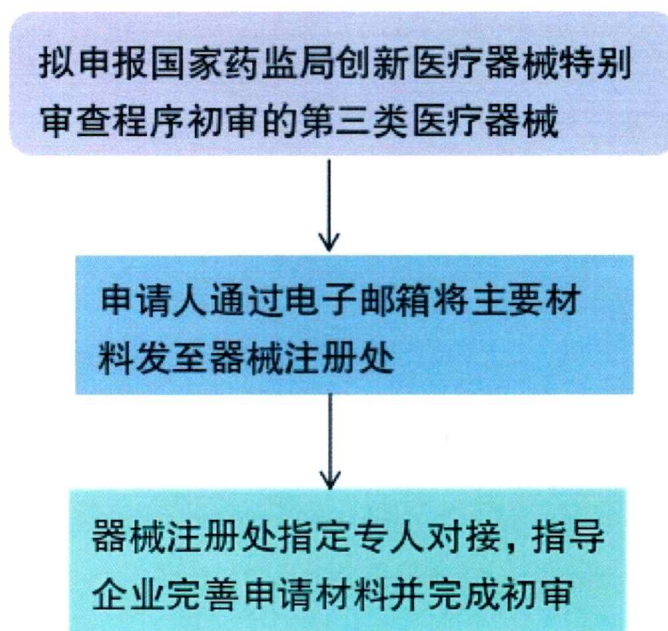 拟申报国家药监局创新医疗器械特别
审查程序初审的第三类医疗器械
申请人通过电子邮箱将主要材
料发至器械注册处
器械注册处指定专人对接，指导
企业完善申请材料并完成初审